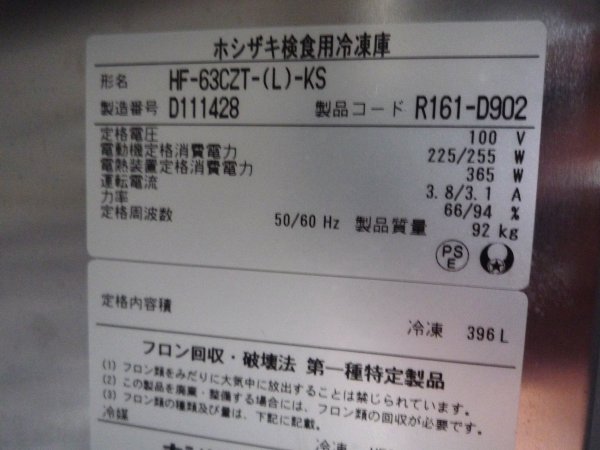 ホシザキ検食用冷凍庫
形名 HF-63CZT-(L)-KS
製造番号 D111428 製品コード R161-D902
定格電圧 100 V
電動機定格消費電力 225/255 W
電熱装置定格消費電力 365 W
運転電流 3.8/3.1 A
力率 66/94 %
定格周波数 50/60 Hz 製品質量 92 kg
PSE
定格内容積
冷凍 396 L
フロン回収・破壊法 第一種特定製品
(1) フロン類をみだりに大気中に放出することは禁じられています。
(2) この製品を廃棄・整備する場合には、フロン類の回収が必要です。
(3) フロン類の種類及び量は、下記に記載。
冷媒
冷凍